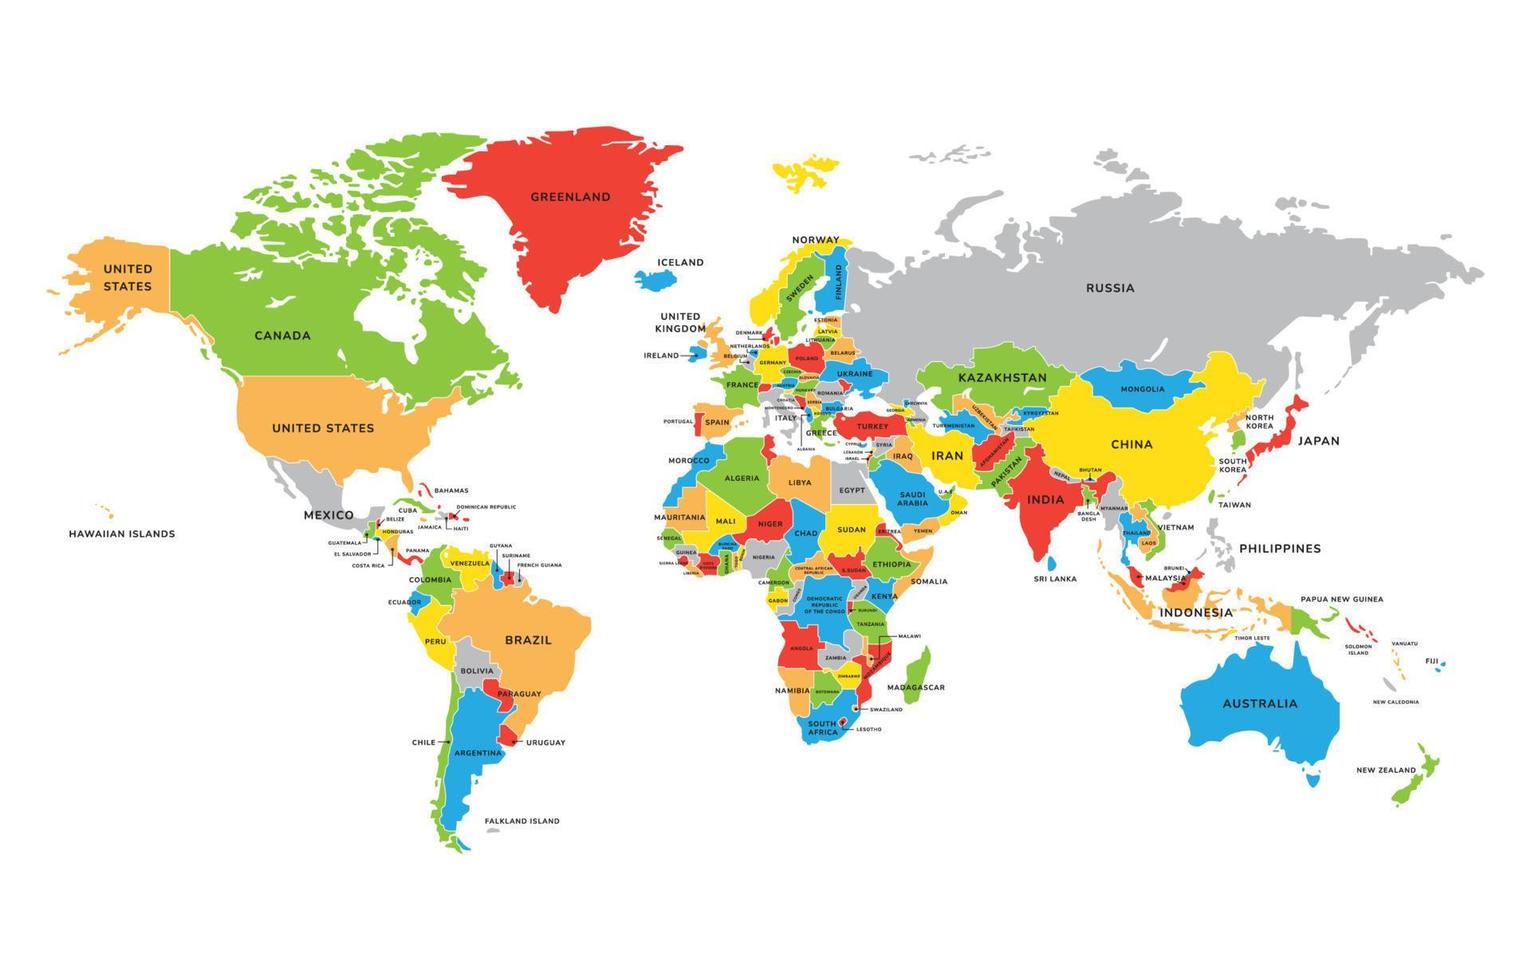 GREENLAND
NORWAY
ICELAND
SWEDEN
FINLAND
UNITED
STATES
RUSSIA
UNITED
KINGDOM
CANADA
ESTONIA
LATVIA
DENMARK
LITHUANIA
NETHERLANDS
BELARUS
IRELAND
BELGIUM
POLAND
GERMANY
UKRAINE
KAZAKHSTAN
MONGOLIA
FRANCE
CZECHIA
SLOVAKIA
AUSTRIA
HUNGARY
ROMANIA
CROATIA
SERBIA
MONTENEGRO
BULGARIA
KOSOVO
GEORGIA
ARMENIA
UZBEKISTAN
KYRGYZSTAN
TURKMENISTAN
TAJIKISTAN
UNITED STATES
PORTUGAL
SPAIN
ITALY
GREECE
TURKEY
ALBANIA
CYPRUS
SYRIA
LEBANON
ISRAEL
IRAQ
IRAN
AFGHANISTAN
PAKISTAN
CHINA
NORTH
KOREA
SOUTH
KOREA
JAPAN
MOROCCO
ALGERIA
LIBYA
EGYPT
SAUDI
ARABIA
U.A.E
OMAN
YEMEN
NEPAL
BHUTAN
INDIA
BANGLA
DESH
MYANMAR
TAIWAN
BAHAMAS
CUBA
DOMINICAN REPUBLIC
MEXICO
BELIZE
JAMAICA
HAITI
HONDURAS
GUATEMALA
EL SALVADOR
COSTA RICA
PANAMA
HAWAIIAN ISLANDS
MAURITANIA
MALI
NIGER
CHAD
SUDAN
ERITREA
SENEGAL
GUINEA
SIERRA LEONE
LIBERIA
BURKINA
FASO
GHANA
TOGO
NIGERIA
CAMEROON
CENTRAL AFRICAN
REPUBLIC
S.SUDAN
ETHIOPIA
SOMALIA
THAILAND
LAOS
VIETNAM
PHILIPPINES
SRI LANKA
BRUNEI
MALAYSIA
INDONESIA
PAPUA NEW GUINEA
TIMOR LESTE
SOLOMON
ISLAND
VANUATU
FIJI
NEW CALEDONIA
GUYANA
SURINAME
FRENCH GUIANA
VENEZUELA
COLOMBIA
ECUADOR
PERU
BRAZIL
BOLIVIA
PARAGUAY
CHILE
URUGUAY
ARGENTINA
FALKLAND ISLAND
GABON
CONGO
DEMOCRATIC
REPUBLIC
OF THE CONGO
UGANDA
KENYA
BURUNDI
TANZANIA
MALAWI
ANGOLA
ZAMBIA
MOZAMBIQUE
ZIMBABWE
NAMIBIA
BOTSWANA
MADAGASCAR
SWAZILAND
SOUTH
AFRICA
LESOTHO
AUSTRALIA
NEW ZEALAND